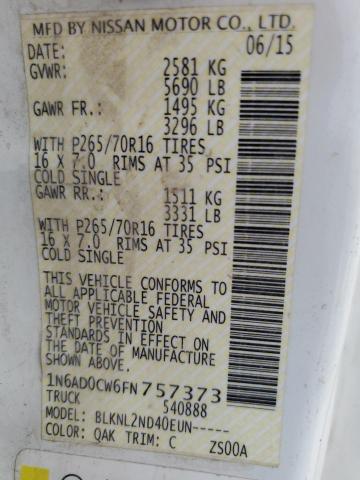 MFD BY NISSAN MOTOR CO., LTD.
DATE: 06/15
GVWR: 2581 KG
5690 LB
GAWR FR.: 1495 KG
3296 LB
WITH P265/70R16 TIRES
16 X 7.0 RIMS AT 35 PSI
COLD SINGLE
GAWR RR.: 1511 KG
3331 LB
WITH P265/70R16 TIRES
16 X 7.0 RIMS AT 35 PSI
COLD SINGLE
THIS VEHICLE CONFORMS TO
ALL APPLICABLE FEDERAL
MOTOR VEHICLE SAFETY AND
THEFT PREVENTION
STANDARDS IN EFFECT ON
THE DATE OF MANUFACTURE
SHOWN ABOVE.
1N6AD0CW6FN757373
TRUCK 540888
MODEL: BLKNL2ND40EUN-----
COLOR: QAK TRIM: C ZS00A